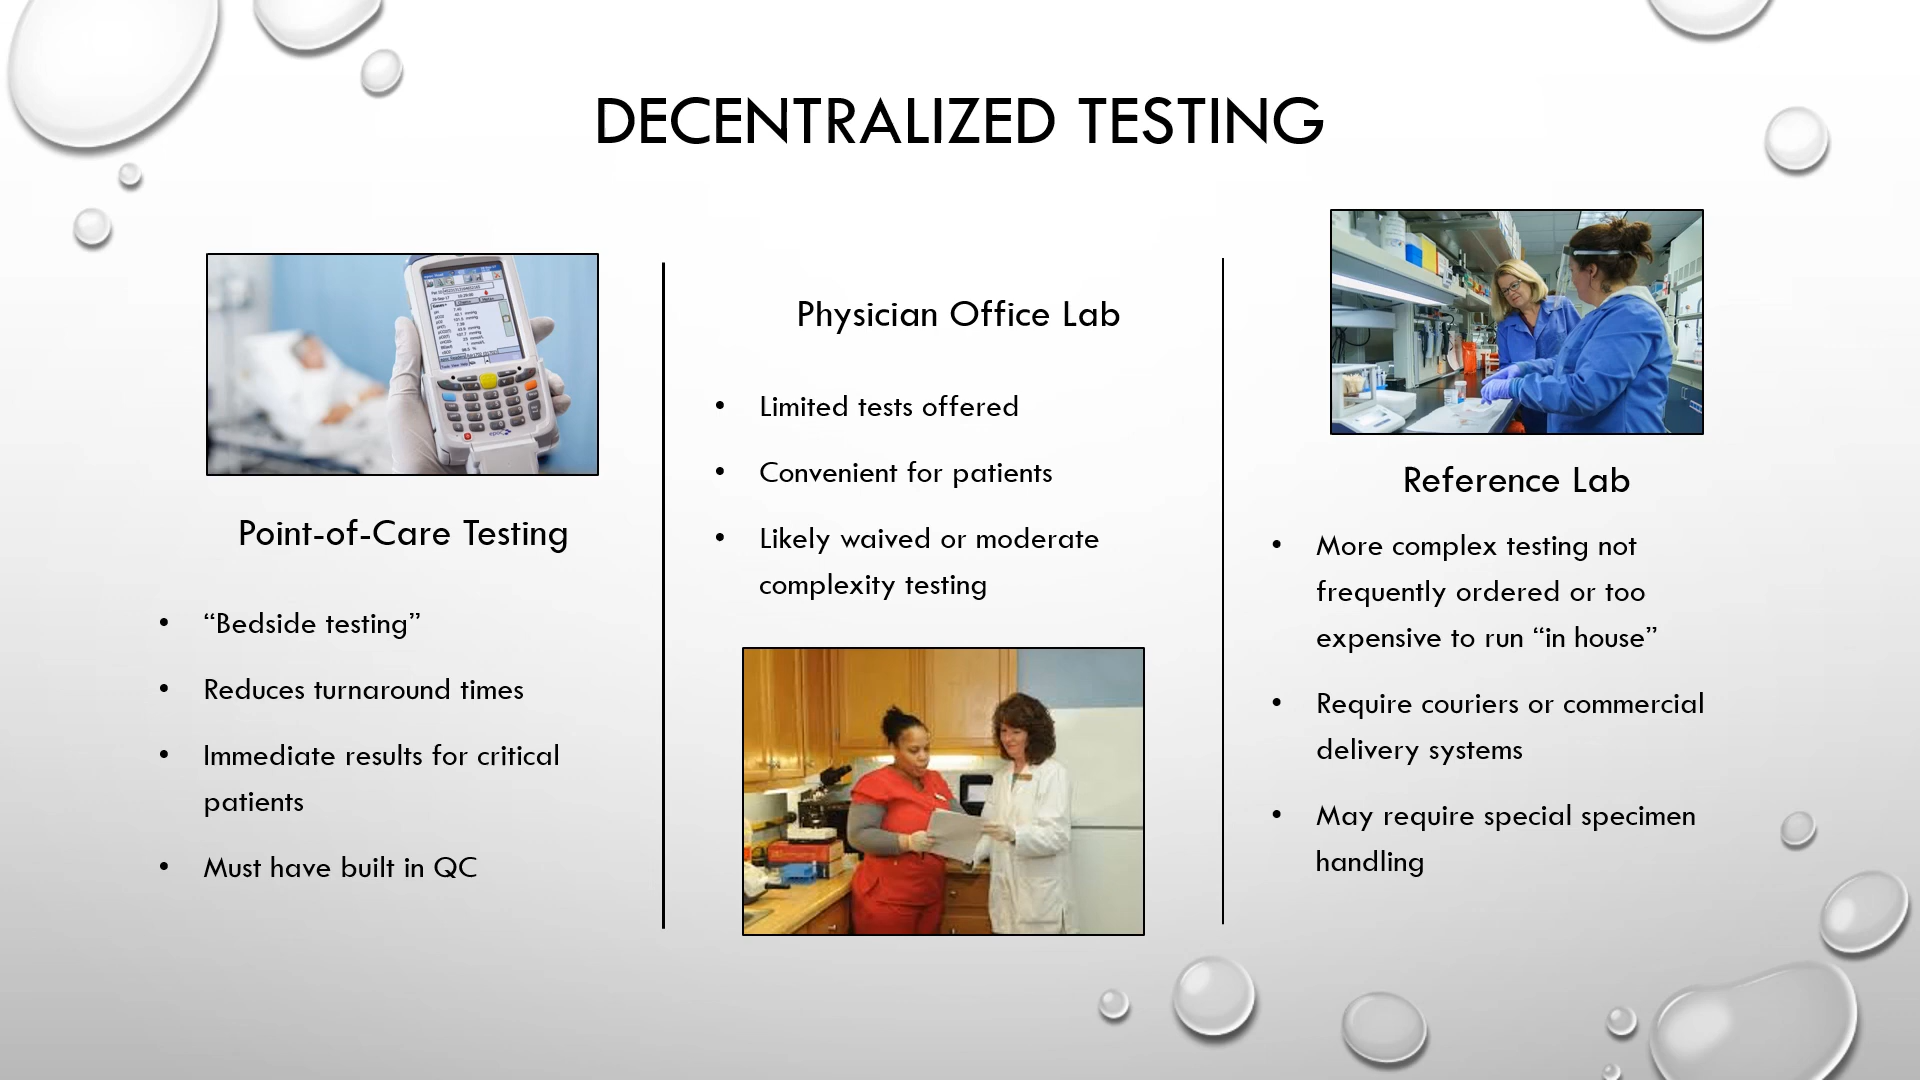 DECENTRALIZED TESTING
Point-of-Care Testing
• “Bedside testing”
• Reduces turnaround times
• Immediate results for critical
patients
• Must have built in QC
Physician Office Lab
• Limited tests offered
• Convenient for patients
• Likely waived or moderate
complexity testing
Reference Lab
• More complex testing not
frequently ordered or too
expensive to run “in house”
• Require couriers or commercial
delivery systems
• May require special specimen
handling